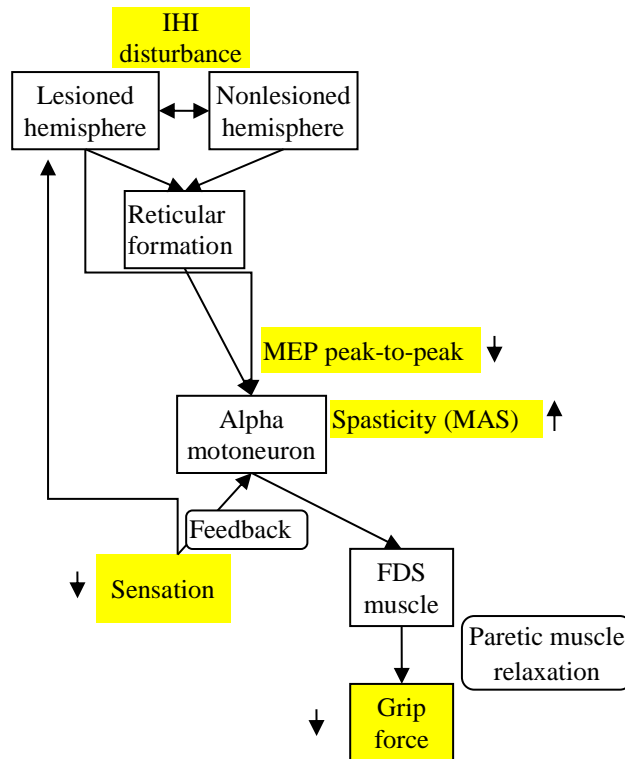 IHI
disturbance
Lesioned
hemisphere
Nonlesioned
hemisphere
Reticular
formation
MEP peak-to-peak
Alpha
motoneuron
Spasticity (MAS)
Feedback
Sensation
FDS
muscle
Paretic muscle
relaxation
Grip
force